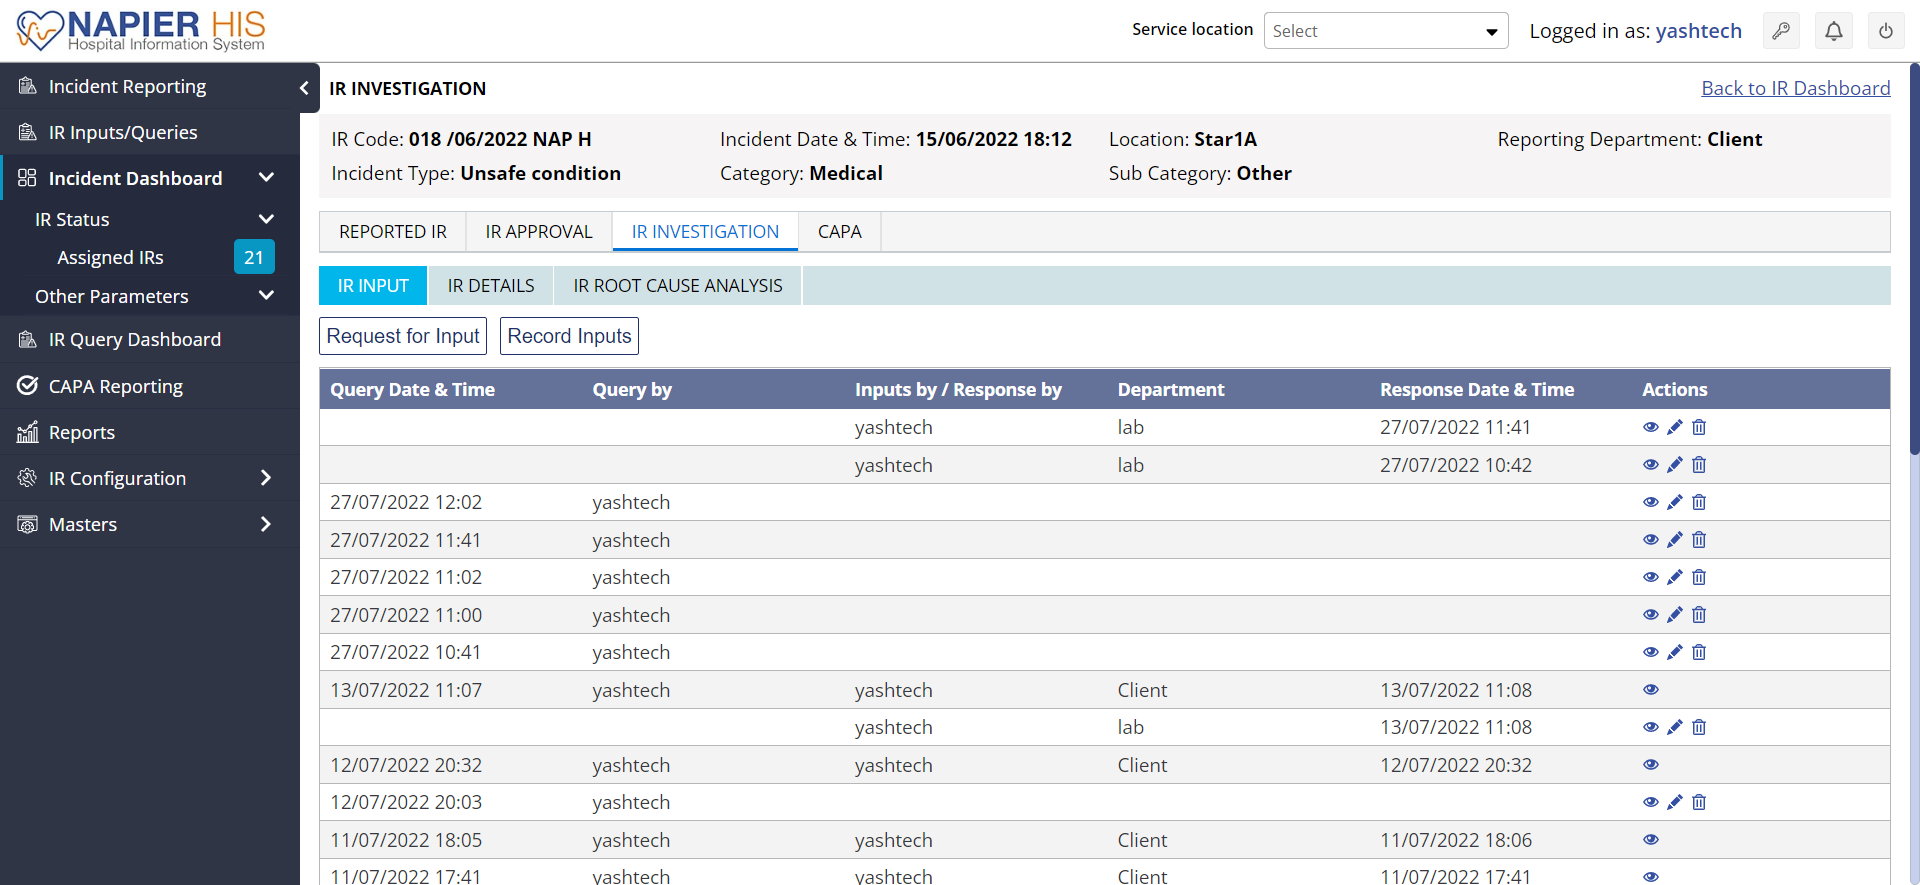 NAPIER HIS
Hospital Information System
Service location Select Logged in as: yashtech
Incident Reporting
IR Inputs/Queries
Incident Dashboard
IR Status
Assigned IRs 21
Other Parameters
IR Query Dashboard
CAPA Reporting
Reports
IR Configuration
Masters
IR INVESTIGATION Back to IR Dashboard
IR Code: 018 /06/2022 NAP H Incident Date & Time: 15/06/2022 18:12 Location: Star1A Reporting Department: Client
Incident Type: Unsafe condition Category: Medical Sub Category: Other
REPORTED IR IR APPROVAL IR INVESTIGATION CAPA
IR INPUT IR DETAILS IR ROOT CAUSE ANALYSIS
Request for Input Record Inputs
Query Date & Time Query by Inputs by / Response by Department Response Date & Time Actions
yashtech lab 27/07/2022 11:41
yashtech lab 27/07/2022 10:42
27/07/2022 12:02 yashtech
27/07/2022 11:41 yashtech
27/07/2022 11:02 yashtech
27/07/2022 11:00 yashtech
27/07/2022 10:41 yashtech
13/07/2022 11:07 yashtech yashtech Client 13/07/2022 11:08
yashtech lab 13/07/2022 11:08
12/07/2022 20:32 yashtech yashtech Client 12/07/2022 20:32
12/07/2022 20:03 yashtech
11/07/2022 18:05 yashtech yashtech Client 11/07/2022 18:06
11/07/2022 17:41 yashtech yashtech Client 11/07/2022 17:41